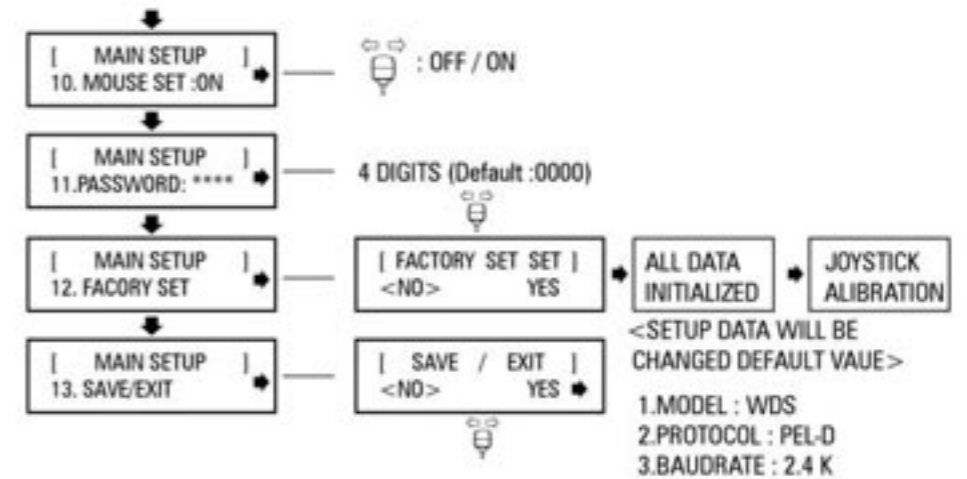 [ MAIN SETUP ]
10. MOUSE SET :ON
: OFF / ON
[ MAIN SETUP ]
11.PASSWORD: ****
4 DIGITS (Default :0000)
[ MAIN SETUP ]
12. FACORY SET
[ FACTORY SET SET ]
<NO> YES
ALL DATA
INITIALIZED
JOYSTICK
ALIBRATION
<SETUP DATA WILL BE
CHANGED DEFAULT VAUE>
[ MAIN SETUP ]
13. SAVE/EXIT
[ SAVE / EXIT ]
<NO> YES
1.MODEL : WDS
2.PROTOCOL : PEL-D
3.BAUDRATE : 2.4 K